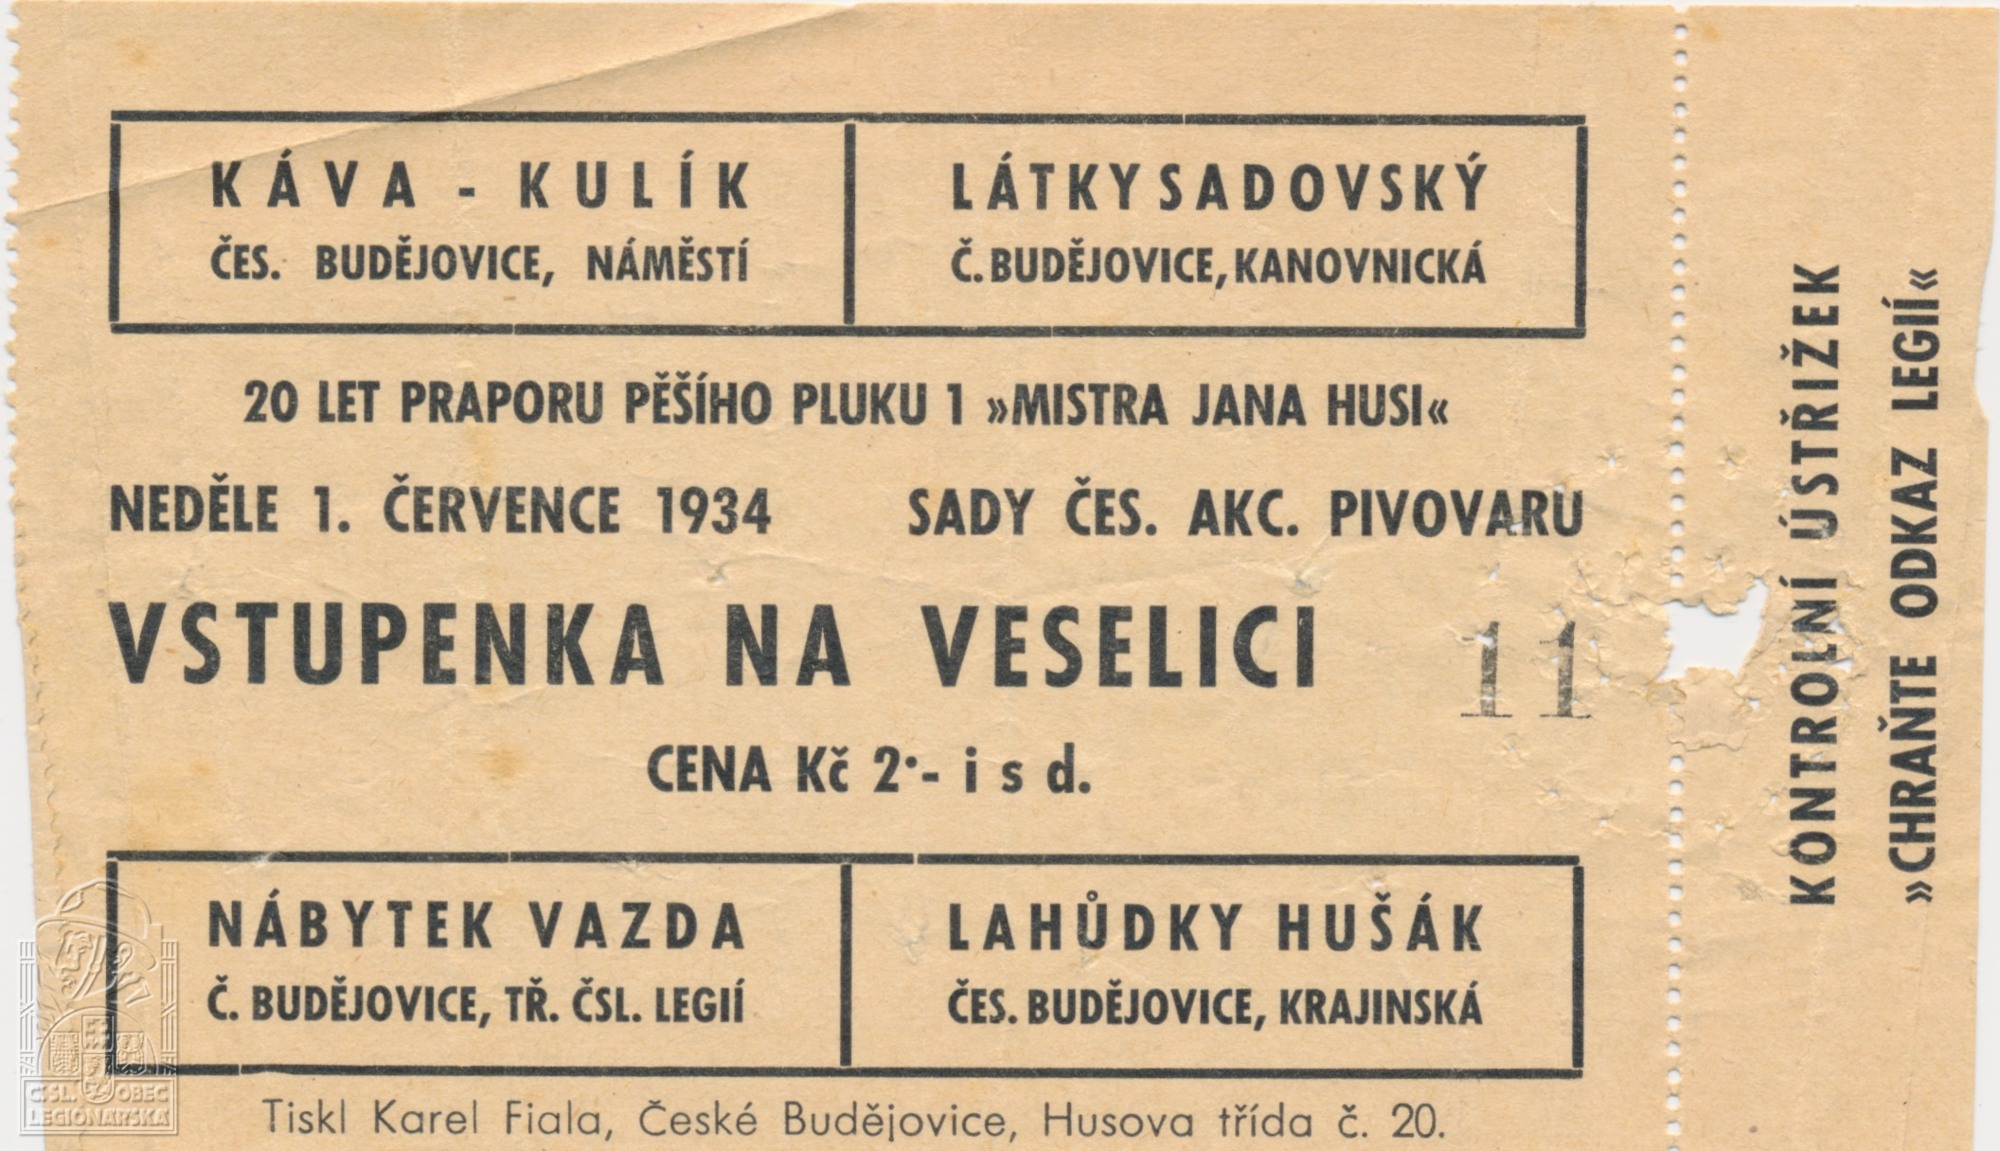 KÁVA - KULÍK
ČES. BUDĚJOVICE, NÁMĚSTÍ
LÁTKY SADOVSKÝ
Č. BUDĚJOVICE, KANOVNICKÁ
20 LET PRAPORU PĚŠÍHO PLUKU 1 »MISTRA JANA HUSI«
NEDĚLE 1. ČERVENCE 1934 SADY ČES. AKC. PIVOVARU
VSTUPENKA NA VESELICI 11
CENA Kč 2·- i s d.
NÁBYTEK VAZDA
Č. BUDĚJOVICE, TŘ. ČSL. LEGIÍ
LAHŮDKY HUŠÁK
ČES. BUDĚJOVICE, KRAJINSKÁ
Tiskl Karel Fiala, České Budějovice, Husova třída č. 20.
KONTROLNÍ ÚSTŘIŽEK
»CHRAŇTE ODKAZ LEGIÍ«
ČSL. OBEC
LEGIONÁŘSKÁ